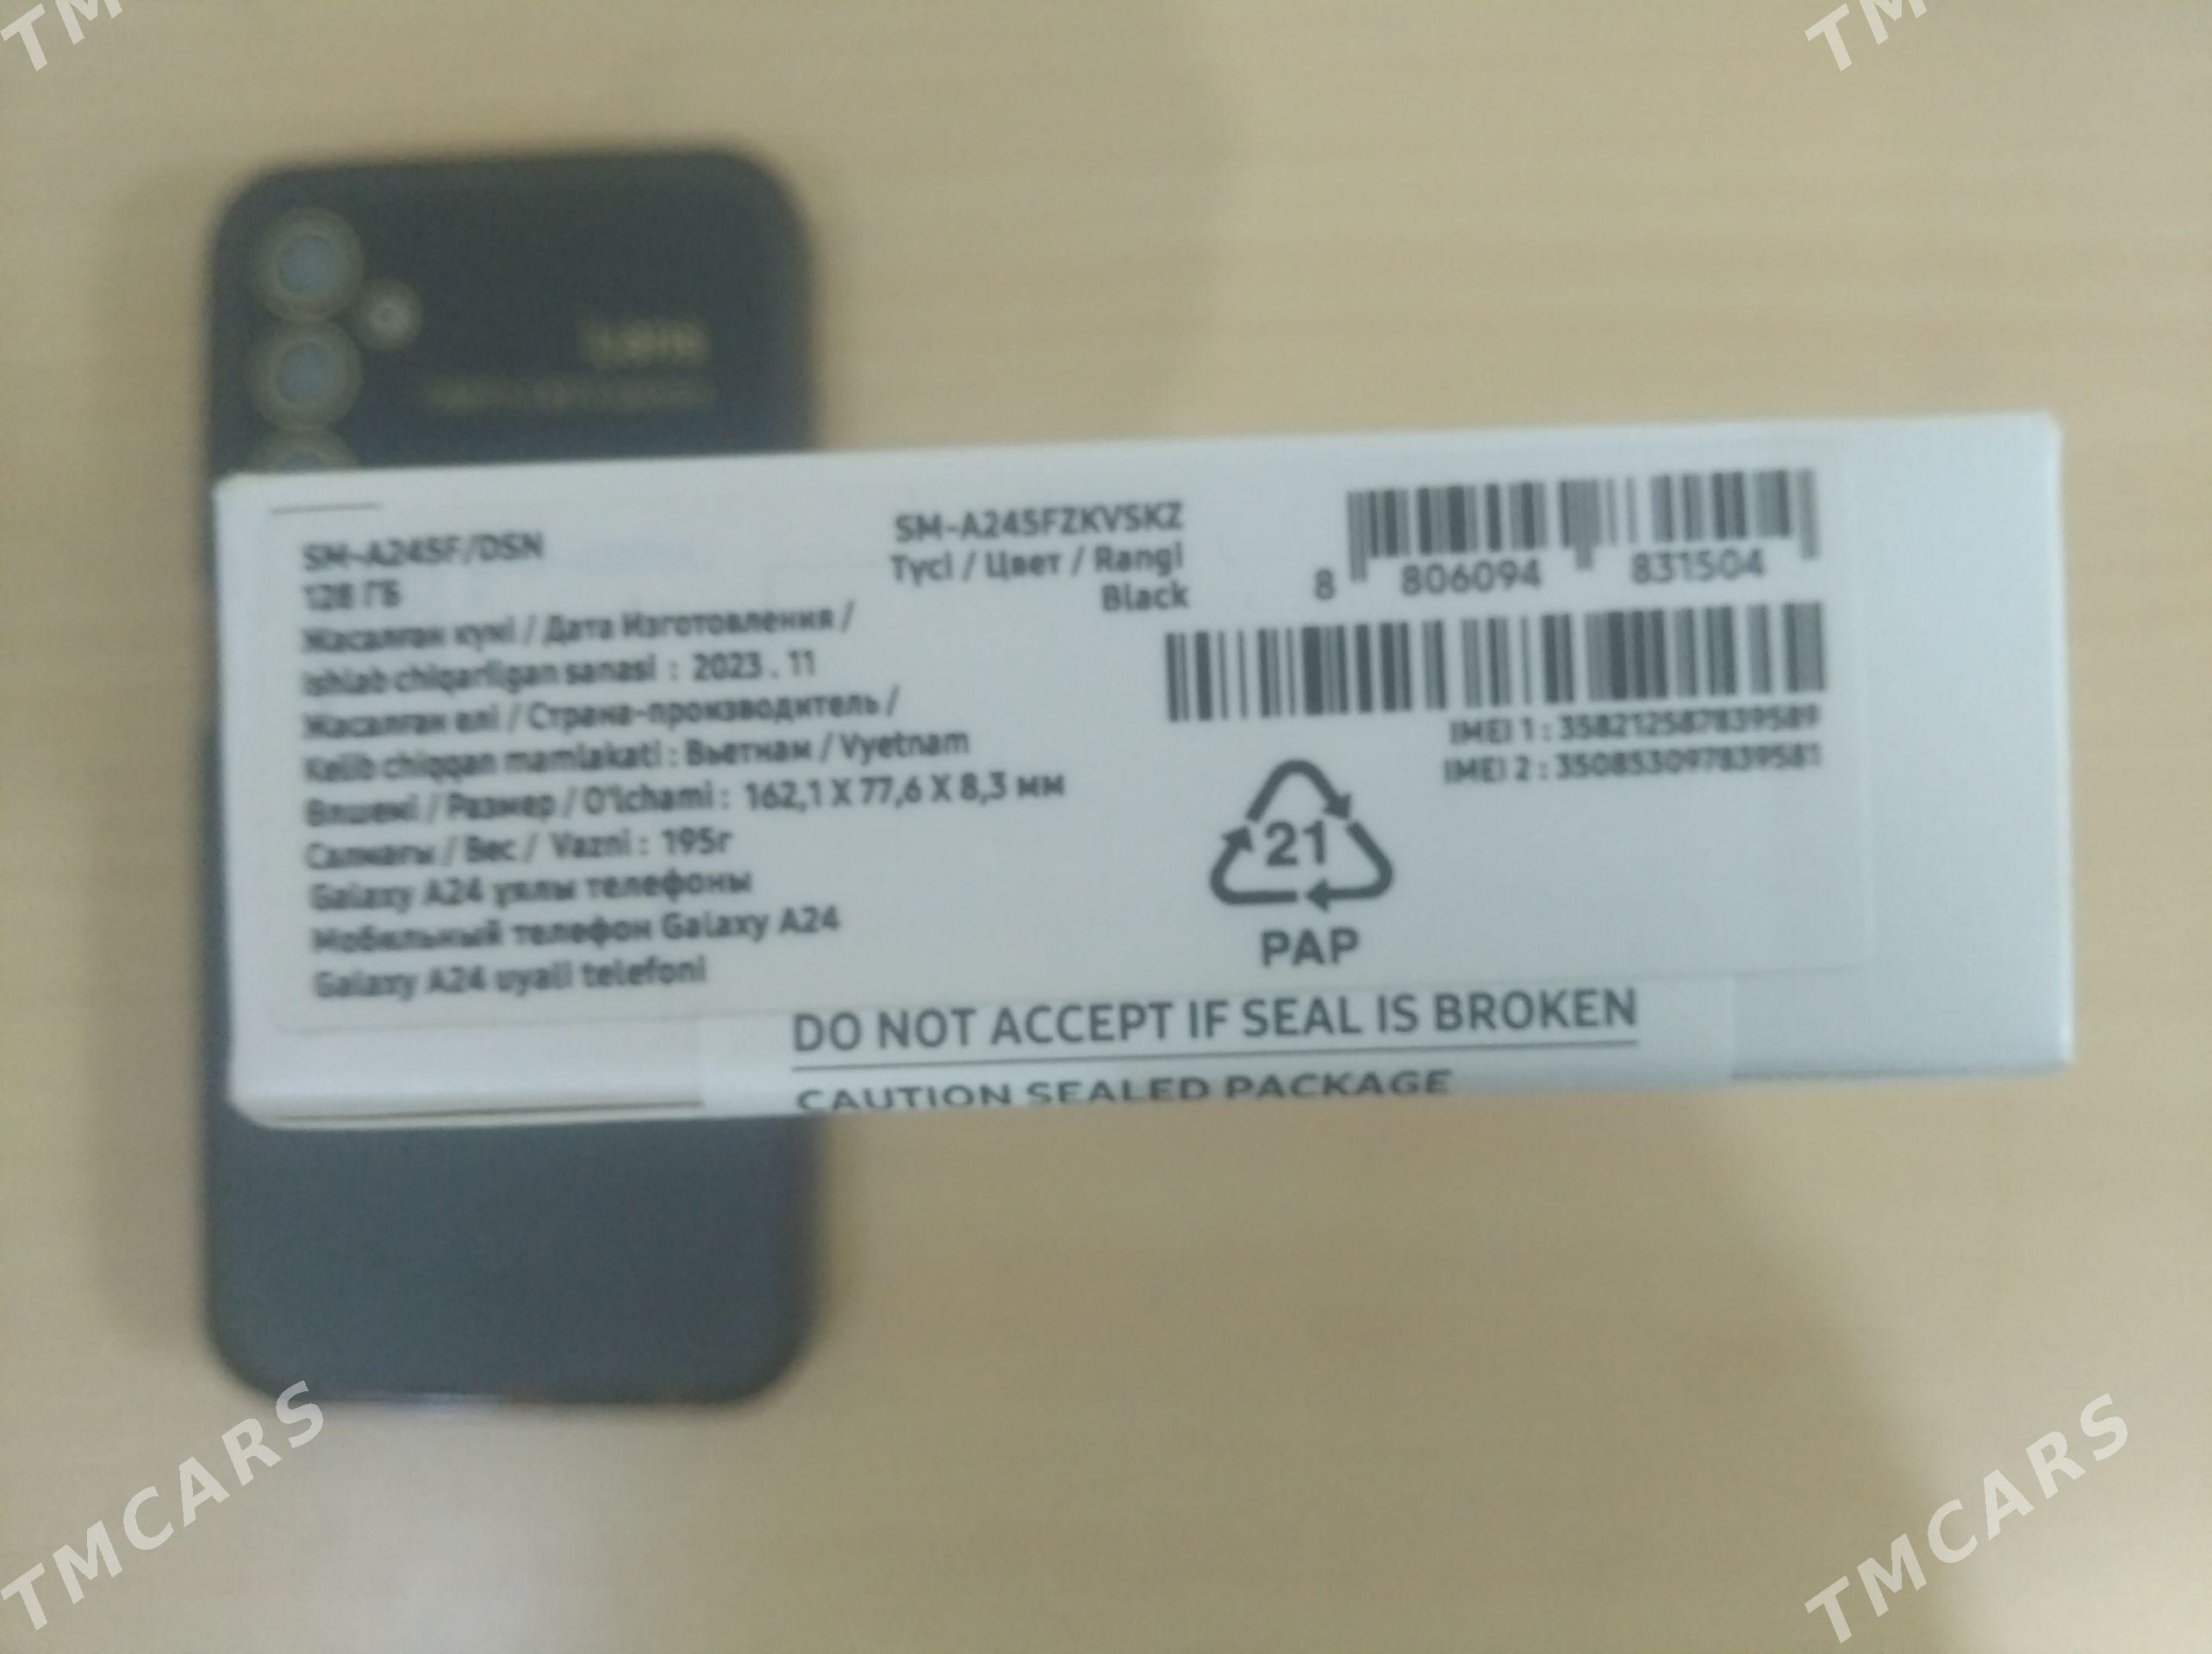 SM-A245F/DSN
128 ГБ
Жасалған күні / Дата Изготовления /
Ishlab chiqarilgan sanasi : 2023 . 11
Жасалған елі / Страна-производитель /
Kelib chiqqan mamlakati : Вьетнам / Vyetnam
Өлшемі / Размер / O'lchami : 162,1 X 77,6 X 8,3 мм
Салмағы / Вес / Vazni : 195г
Galaxy A24 ұялы телефоны
Мобильный телефон Galaxy A24
Galaxy A24 uyali telefoni
SM-A245FZKVSKZ
Түсі / Цвет / Rangi
Black
8 806094 831504
IMEI 1 : 358212587839589
IMEI 2 : 350853097839581
21
PAP
DO NOT ACCEPT IF SEAL IS BROKEN
CAUTION SEALED PACKAGE
TM
TM
TMCARS
TMCARS